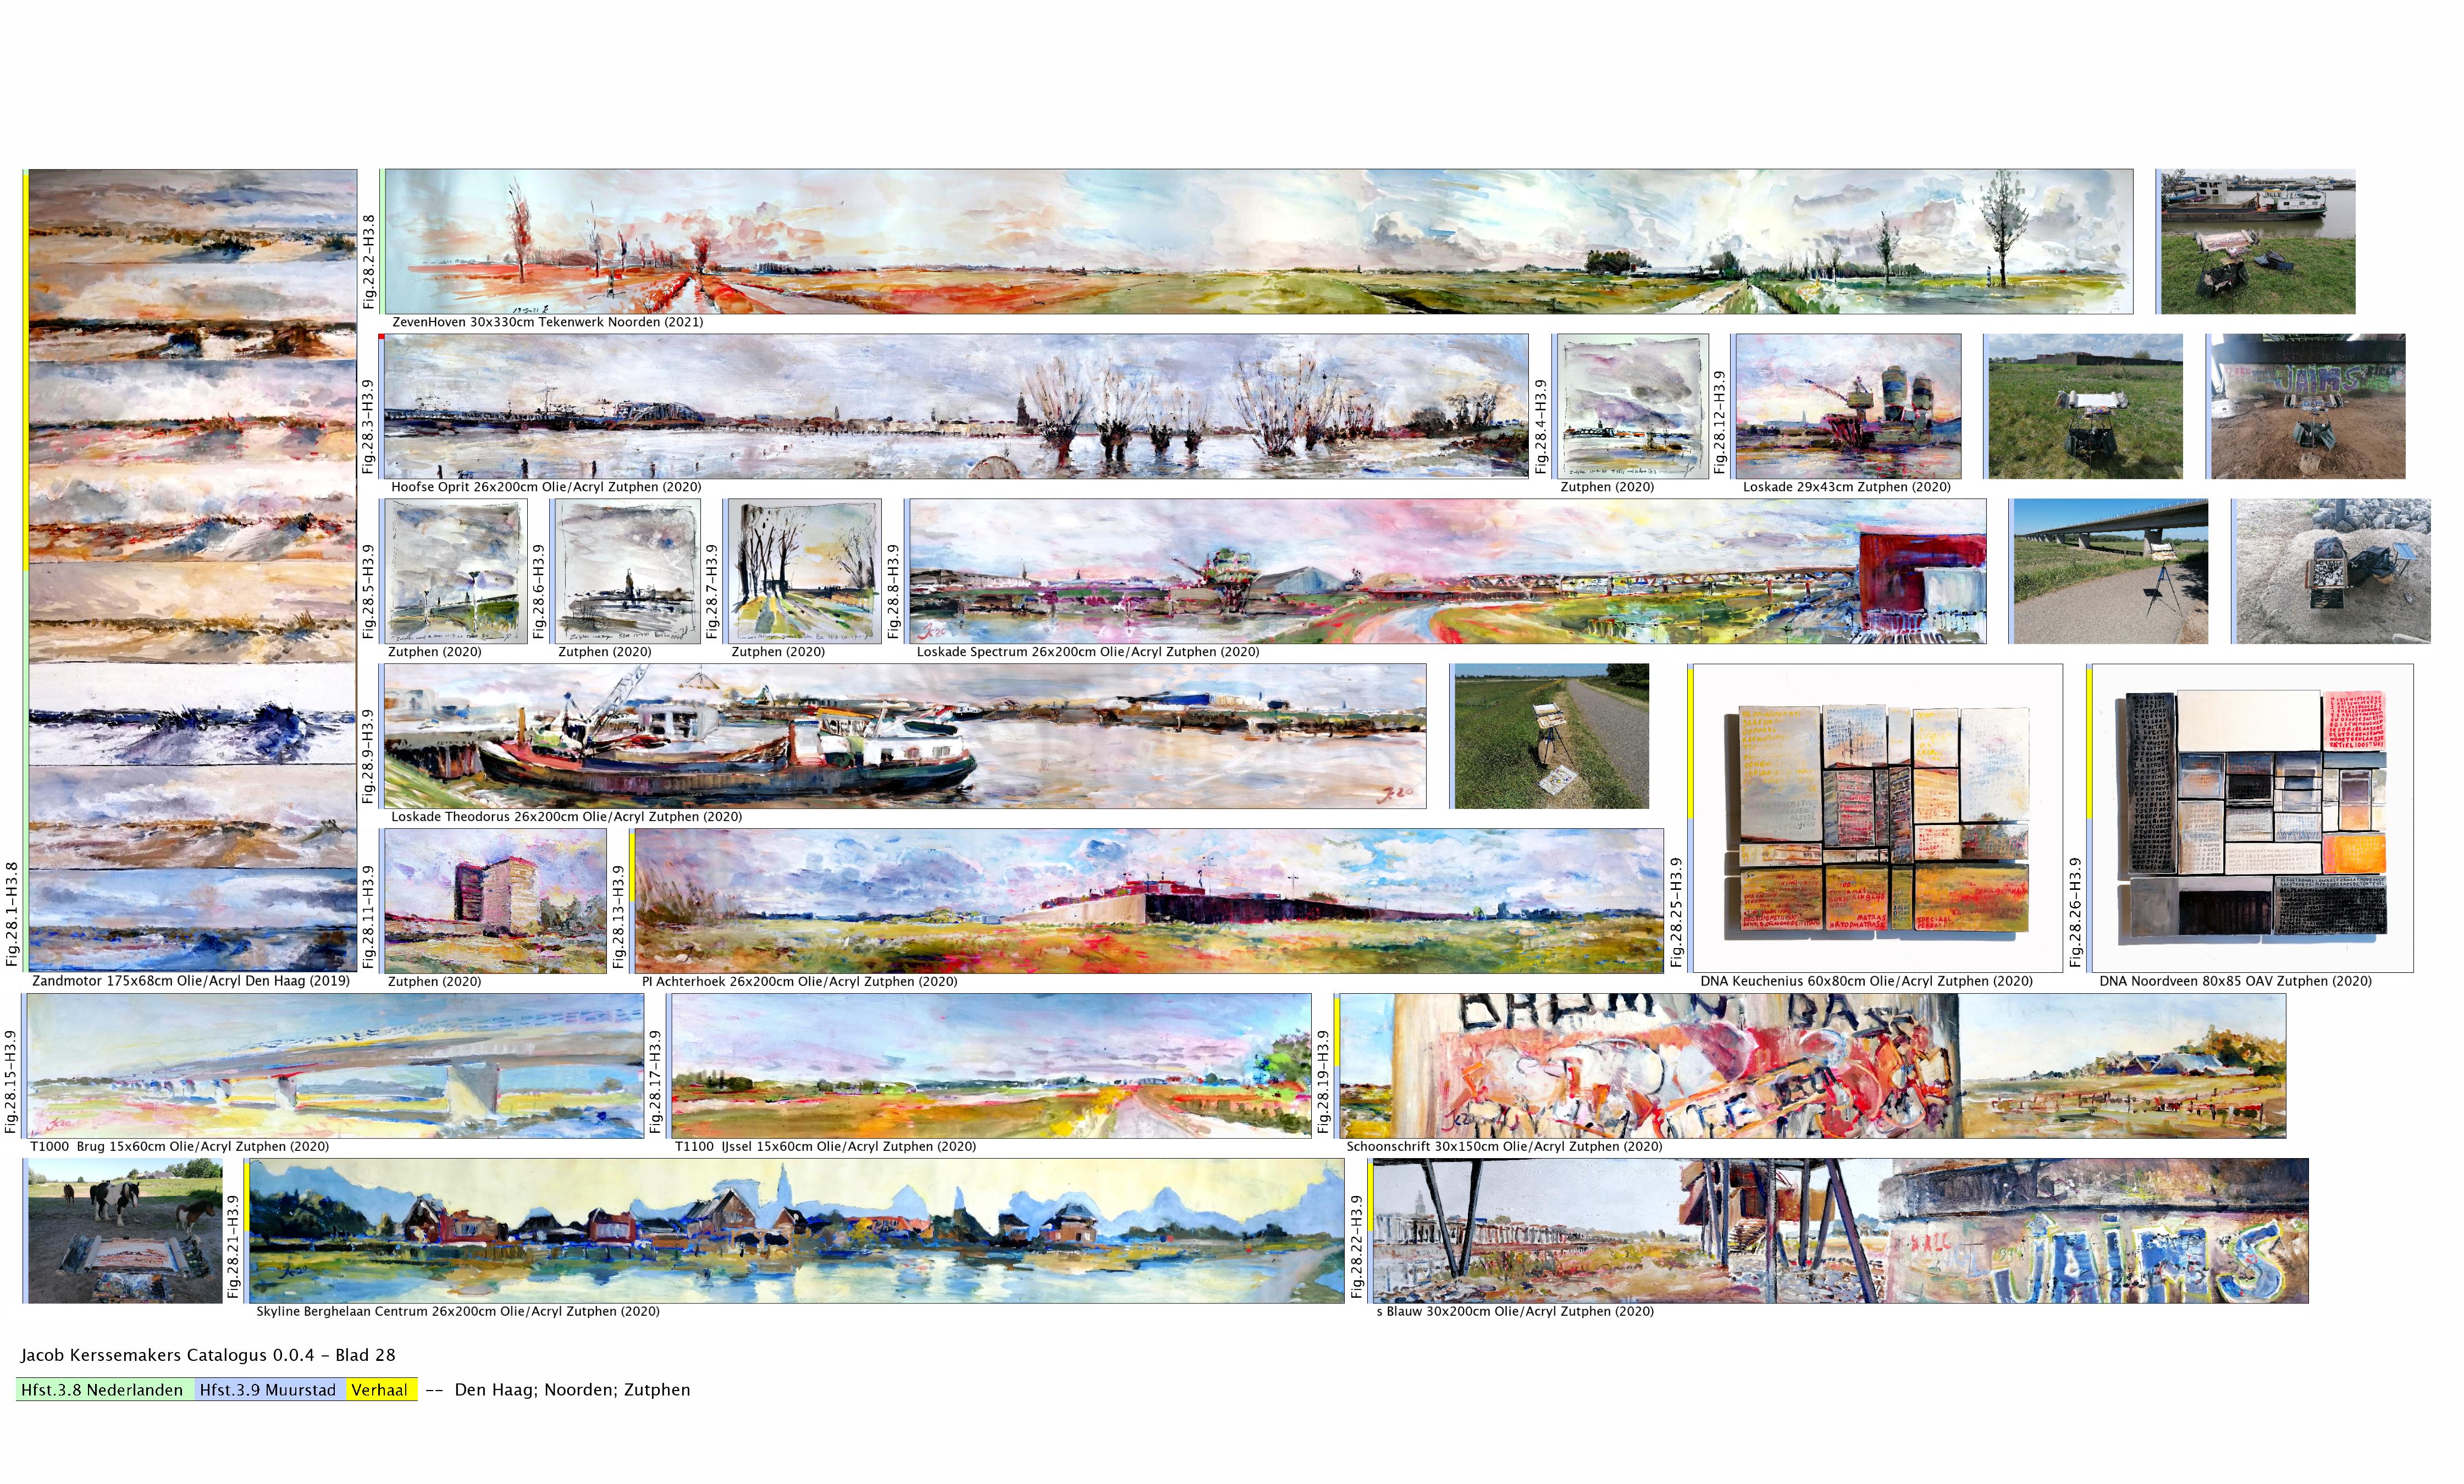 Fig.28.1-H3.8
Zandmotor 175x68cm Olie/Acryl Den Haag (2019)
Fig.28.2-H3.8
ZevenHoven 30x330cm Tekenwerk Noorden (2021)
Fig.28.3-H3.9
Hoofse Oprit 26x200cm Olie/Acryl Zutphen (2020)
Fig.28.4-H3.9
Zutphen (2020)
Fig.28.12-H3.9
Loskade 29x43cm Zutphen (2020)
JAIMS
Fig.28.5-H3.9
Zutphen (2020)
Fig.28.6-H3.9
Zutphen (2020)
Fig.28.7-H3.9
Zutphen (2020)
Fig.28.8-H3.9
Loskade Spectrum 26x200cm Olie/Acryl Zutphen (2020)
Fig.28.9-H3.9
Loskade Theodorus 26x200cm Olie/Acryl Zutphen (2020)
Fig.28.11-H3.9
Zutphen (2020)
Fig.28.13-H3.9
PI Achterhoek 26x200cm Olie/Acryl Zutphen (2020)
Fig.28.25-H3.9
DNA Keuchenius 60x80cm Olie/Acryl Zutphen (2020)
Fig.28.26-H3.9
DNA Noordveen 80x85 OAV Zutphen (2020)
Fig.28.15-H3.9
T1000  Brug 15x60cm Olie/Acryl Zutphen (2020)
Fig.28.17-H3.9
T1100  IJssel 15x60cm Olie/Acryl Zutphen (2020)
Fig.28.19-H3.9
Schoonschrift 30x150cm Olie/Acryl Zutphen (2020)
Fig.28.21-H3.9
Skyline Berghelaan Centrum 26x200cm Olie/Acryl Zutphen (2020)
Fig.28.22-H3.9
JAIMS
s Blauw 30x200cm Olie/Acryl Zutphen (2020)
Jacob Kerssemakers Catalogus 0.0.4 - Blad 28
Hfst.3.8 Nederlanden Hfst.3.9 Muurstad Verhaal -- Den Haag; Noorden; Zutphen